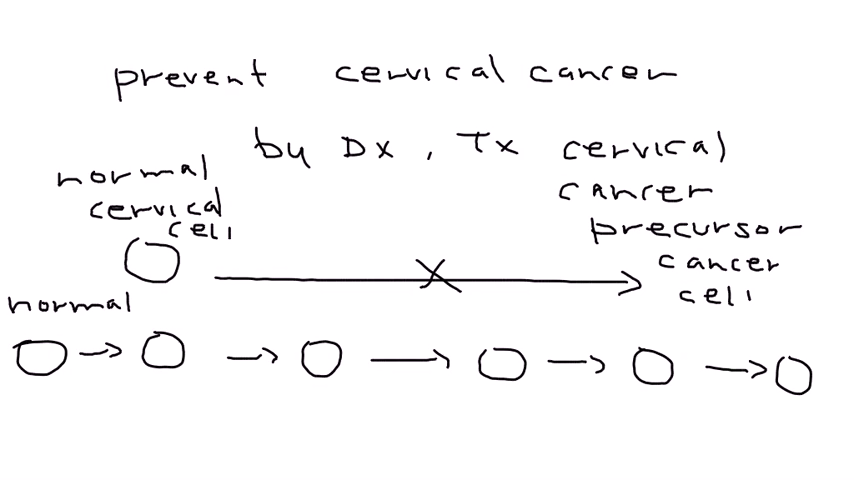 prevent cervical cancer
by DX, Tx cervical
cancer
precursor
normal
cervical
cell
cancer
cell
normal